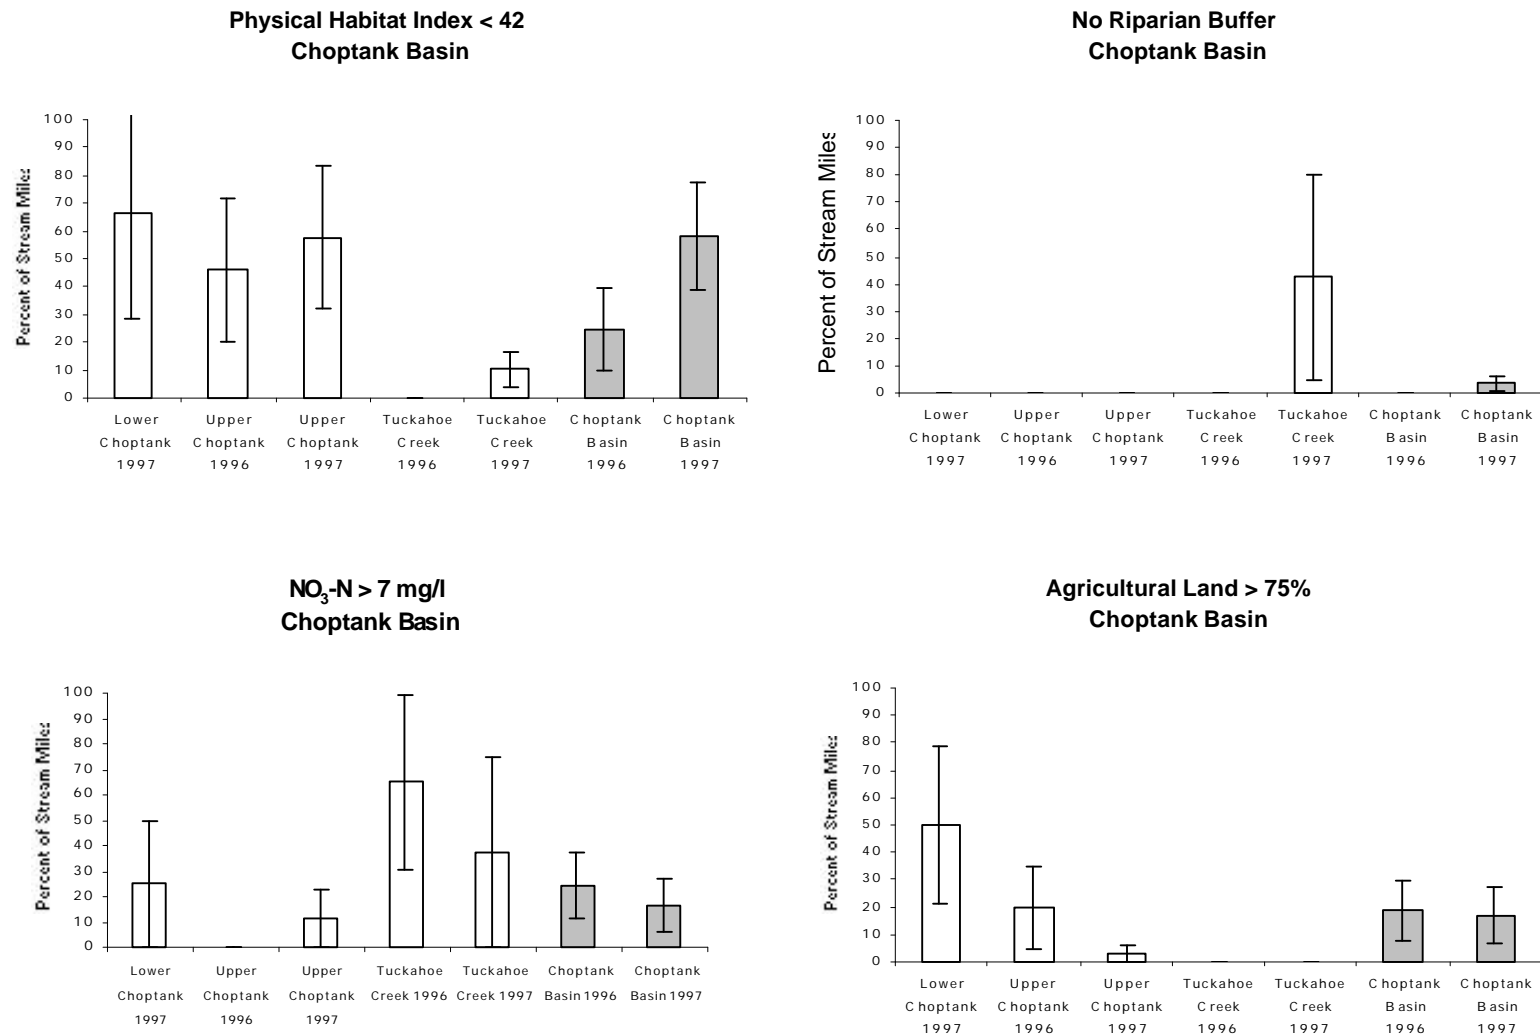 Physical Habitat Index < 42
Choptank Basin
Percent of Stream Miles
100
90
80
70
60
50
40
30
20
10
0
Lower Choptank 1997
Upper Choptank 1996
Upper Choptank 1997
Tuckahoe Creek 1996
Tuckahoe Creek 1997
Choptank Basin 1996
Choptank Basin 1997
No Riparian Buffer
Choptank Basin
Percent of Stream Miles
100
90
80
70
60
50
40
30
20
10
0
Lower Choptank 1997
Upper Choptank 1996
Upper Choptank 1997
Tuckahoe Creek 1996
Tuckahoe Creek 1997
Choptank Basin 1996
Choptank Basin 1997
NO₃-N > 7 mg/l
Choptank Basin
Percent of Stream Miles
100
90
80
70
60
50
40
30
20
10
0
Lower Choptank 1997
Upper Choptank 1996
Upper Choptank 1997
Tuckahoe Creek 1996
Tuckahoe Creek 1997
Choptank Basin 1996
Choptank Basin 1997
Agricultural Land > 75%
Choptank Basin
Percent of Stream Miles
100
90
80
70
60
50
40
30
20
10
0
Lower Choptank 1997
Upper Choptank 1996
Upper Choptank 1997
Tuckahoe Creek 1996
Tuckahoe Creek 1997
Choptank Basin 1996
Choptank Basin 1997